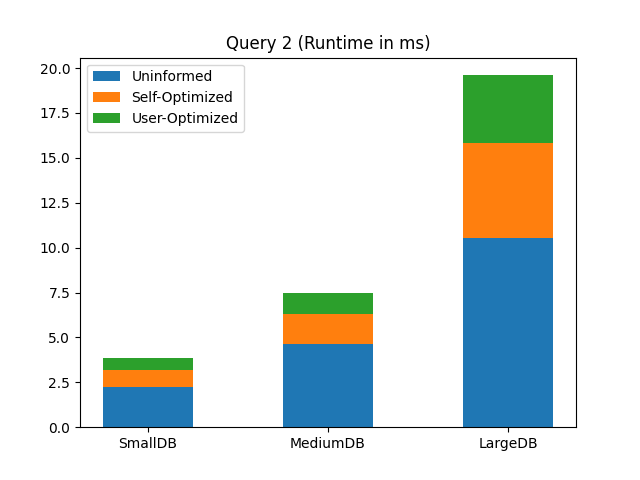 Query 2 (Runtime in ms)
Uninformed
Self-Optimized
User-Optimized
20.0
17.5
15.0
12.5
10.0
7.5
5.0
2.5
0.0
SmallDB MediumDB LargeDB